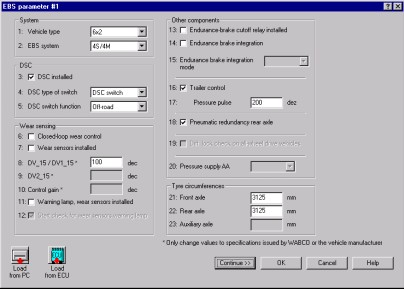 EBS parameter #1
System
1: Vehicle type
6x2
2: EBS system
4S/4M
DSC
3: DSC installed
4: DSC type of switch
DSC switch
5: DSC switch function
Off-road
Wear sensing
6: Closed-loop wear control
7: Wear sensors installed
8: DV_15 / DV1_15 *
100
dec
9: DV2_15 *
dec
10: Control gain *
dec
11: Warning lamp, wear sensors installed
12:
Other components
13: Endurance-brake cutoff relay installed
14: Endurance-brake integration
15: Endurance brake integration mode
16: Trailer control
17: Pressure pulse
200
dez
18: Pneumatic redundancy rear axle
19:
20: Pressure supply AA
Tyre circumferences
21: Front axle
3125
mm
22: Rear axle
3125
mm
23: Auxiliary axle
mm
* Only change values to specifications issued by WABCO or the vehicle manufacturer
Load from PC
Load from ECU
Continue >>
OK
Cancel
Help